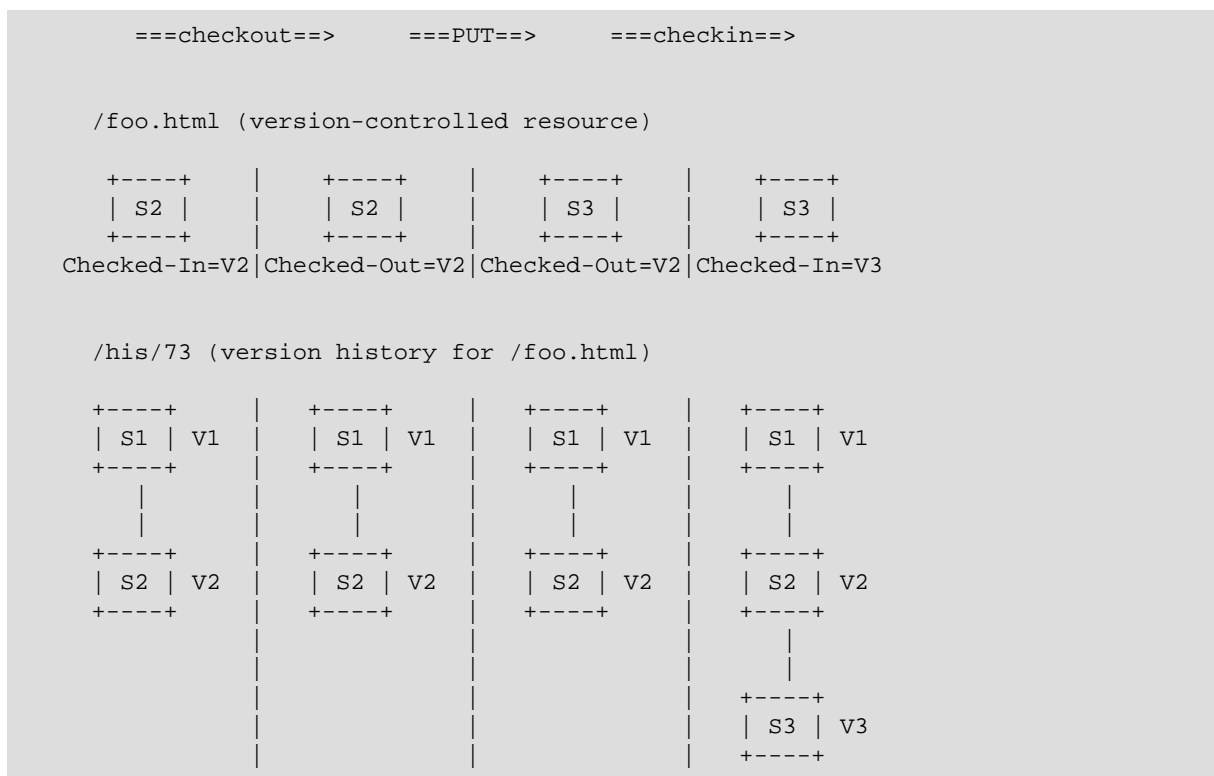 ===checkout==>      ===PUT==>      ===checkin==>
/foo.html (version-controlled resource)
+----+     |     +----+     |     +----+     |     +----+
| S2 |     |     | S2 |     |     | S3 |     |     | S3 |
+----+     |     +----+     |     +----+     |     +----+
Checked-In=V2|Checked-Out=V2|Checked-Out=V2|Checked-In=V3
/his/73 (version history for /foo.html)
+----+      |   +----+      |   +----+      |   +----+
| S1 | V1   |   | S1 | V1   |   | S1 | V1   |   | S1 | V1
+----+      |   +----+      |   +----+      |   +----+
   |        |      |        |      |        |      |
   |        |      |        |      |        |      |
+----+      |   +----+      |   +----+      |   +----+
| S2 | V2   |   | S2 | V2   |   | S2 | V2   |   | S2 | V2
+----+      |   +----+      |   +----+      |   +----+
            |               |               |      |
            |               |               |      |
            |               |               |   +----+
            |               |               |   | S3 | V3
            |               |               |   +----+